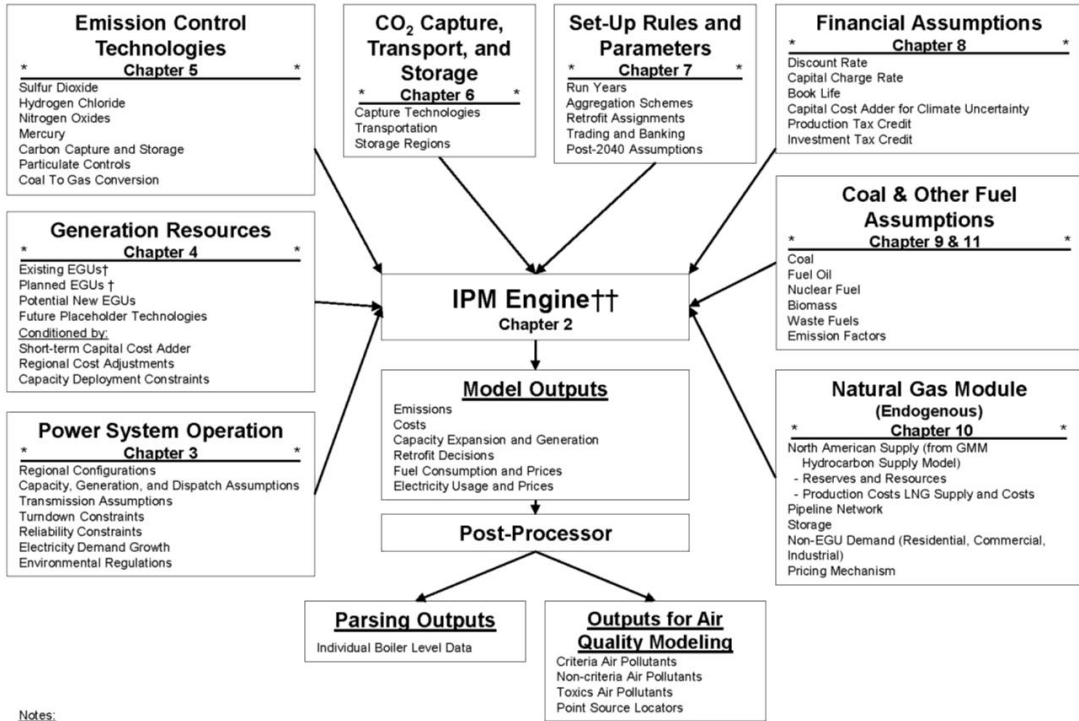 Emission Control
Technologies
* Chapter 5 *
Sulfur Dioxide
Hydrogen Chloride
Nitrogen Oxides
Mercury
Carbon Capture and Storage
Particulate Controls
Coal To Gas Conversion
CO₂ Capture,
Transport, and
Storage
* Chapter 6 *
Capture Technologies
Transportation
Storage Regions
Set-Up Rules and
Parameters
* Chapter 7 *
Run Years
Aggregation Schemes
Retrofit Assignments
Trading and Banking
Post-2040 Assumptions
Financial Assumptions
* Chapter 8 *
Discount Rate
Capital Charge Rate
Book Life
Capital Cost Adder for Climate Uncertainty
Production Tax Credit
Investment Tax Credit
Generation Resources
* Chapter 4 *
Existing EGUs†
Planned EGUs †
Potential New EGUs
Future Placeholder Technologies
Conditioned by:
Short-term Capital Cost Adder
Regional Cost Adjustments
Capacity Deployment Constraints
Coal & Other Fuel
Assumptions
* Chapter 9 & 11 *
Coal
Fuel Oil
Nuclear Fuel
Biomass
Waste Fuels
Emission Factors
IPM Engine††
Chapter 2
Power System Operation
* Chapter 3 *
Regional Configurations
Capacity, Generation, and Dispatch Assumptions
Transmission Assumptions
Turndown Constraints
Reliability Constraints
Electricity Demand Growth
Environmental Regulations
Model Outputs
Emissions
Costs
Capacity Expansion and Generation
Retrofit Decisions
Fuel Consumption and Prices
Electricity Usage and Prices
Natural Gas Module
(Endogenous)
* Chapter 10 *
North American Supply (from GMM
Hydrocarbon Supply Model)
- Reserves and Resources
- Production Costs LNG Supply and Costs
Pipeline Network
Storage
Non-EGU Demand (Residential, Commercial,
Industrial)
Pricing Mechanism
Post-Processor
Parsing Outputs
Individual Boiler Level Data
Outputs for Air
Quality Modeling
Criteria Air Pollutants
Non-criteria Air Pollutants
Toxics Air Pollutants
Point Source Locators
Notes: